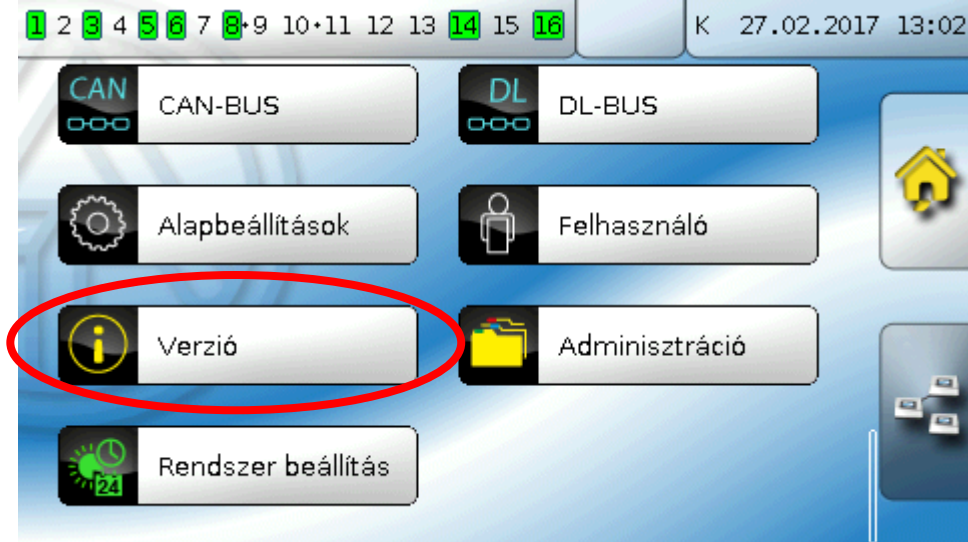 1 2 3 4 5 6 7 8+9 10+11 12 13 14 15 16 K 27.02.2017 13:02
CAN CAN-BUS DL DL-BUS
Alapbeállítások Felhasználó
i Verzió Adminisztráció
24 Rendszer beállítás